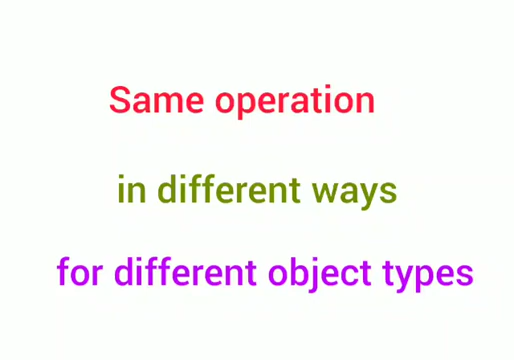 Same operation
in different ways
for different object types